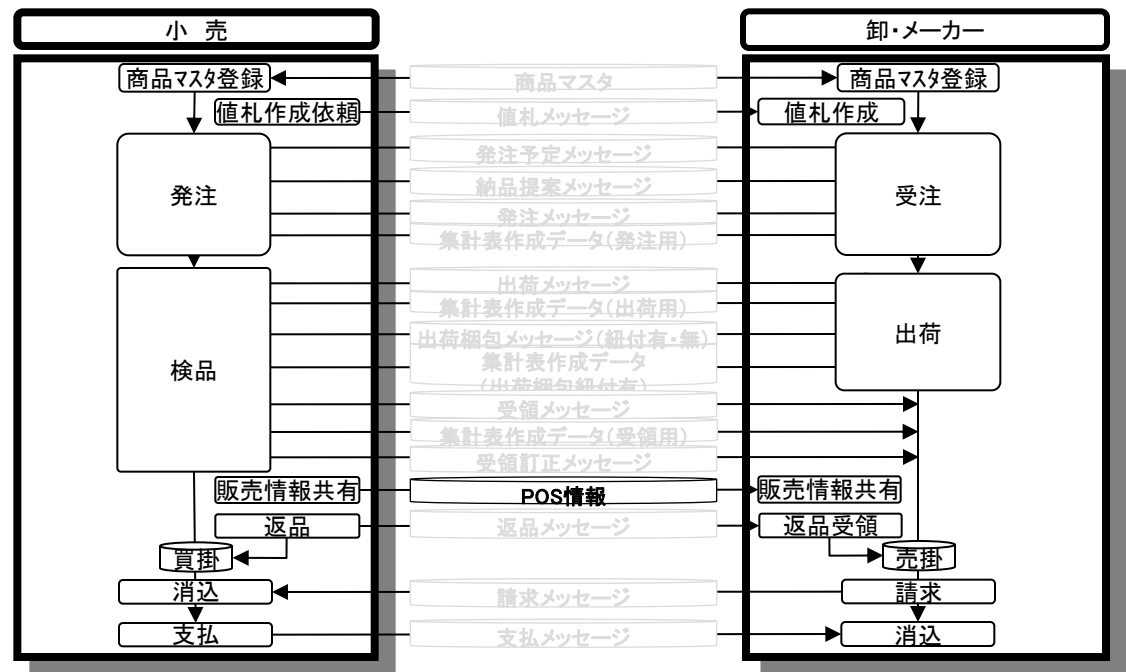 小 売
卸・メーカー
商品マスタ登録
商品マスタ
商品マスタ登録
値札作成依頼
値札メッセージ
値札作成
発注予定メッセージ
納品提案メッセージ
発注
受注
発注メッセージ
集計表作成データ(発注用)
出荷メッセージ
集計表作成データ(出荷用)
出荷梱包メッセージ(紐付有・無)
出荷
集計表作成データ
(出荷梱包紐付有)
検品
受領メッセージ
集計表作成データ(受領用)
受領訂正メッセージ
販売情報共有
POS情報
販売情報共有
返品
返品メッセージ
返品受領
買掛
売掛
消込
請求メッセージ
請求
支払
支払メッセージ
消込